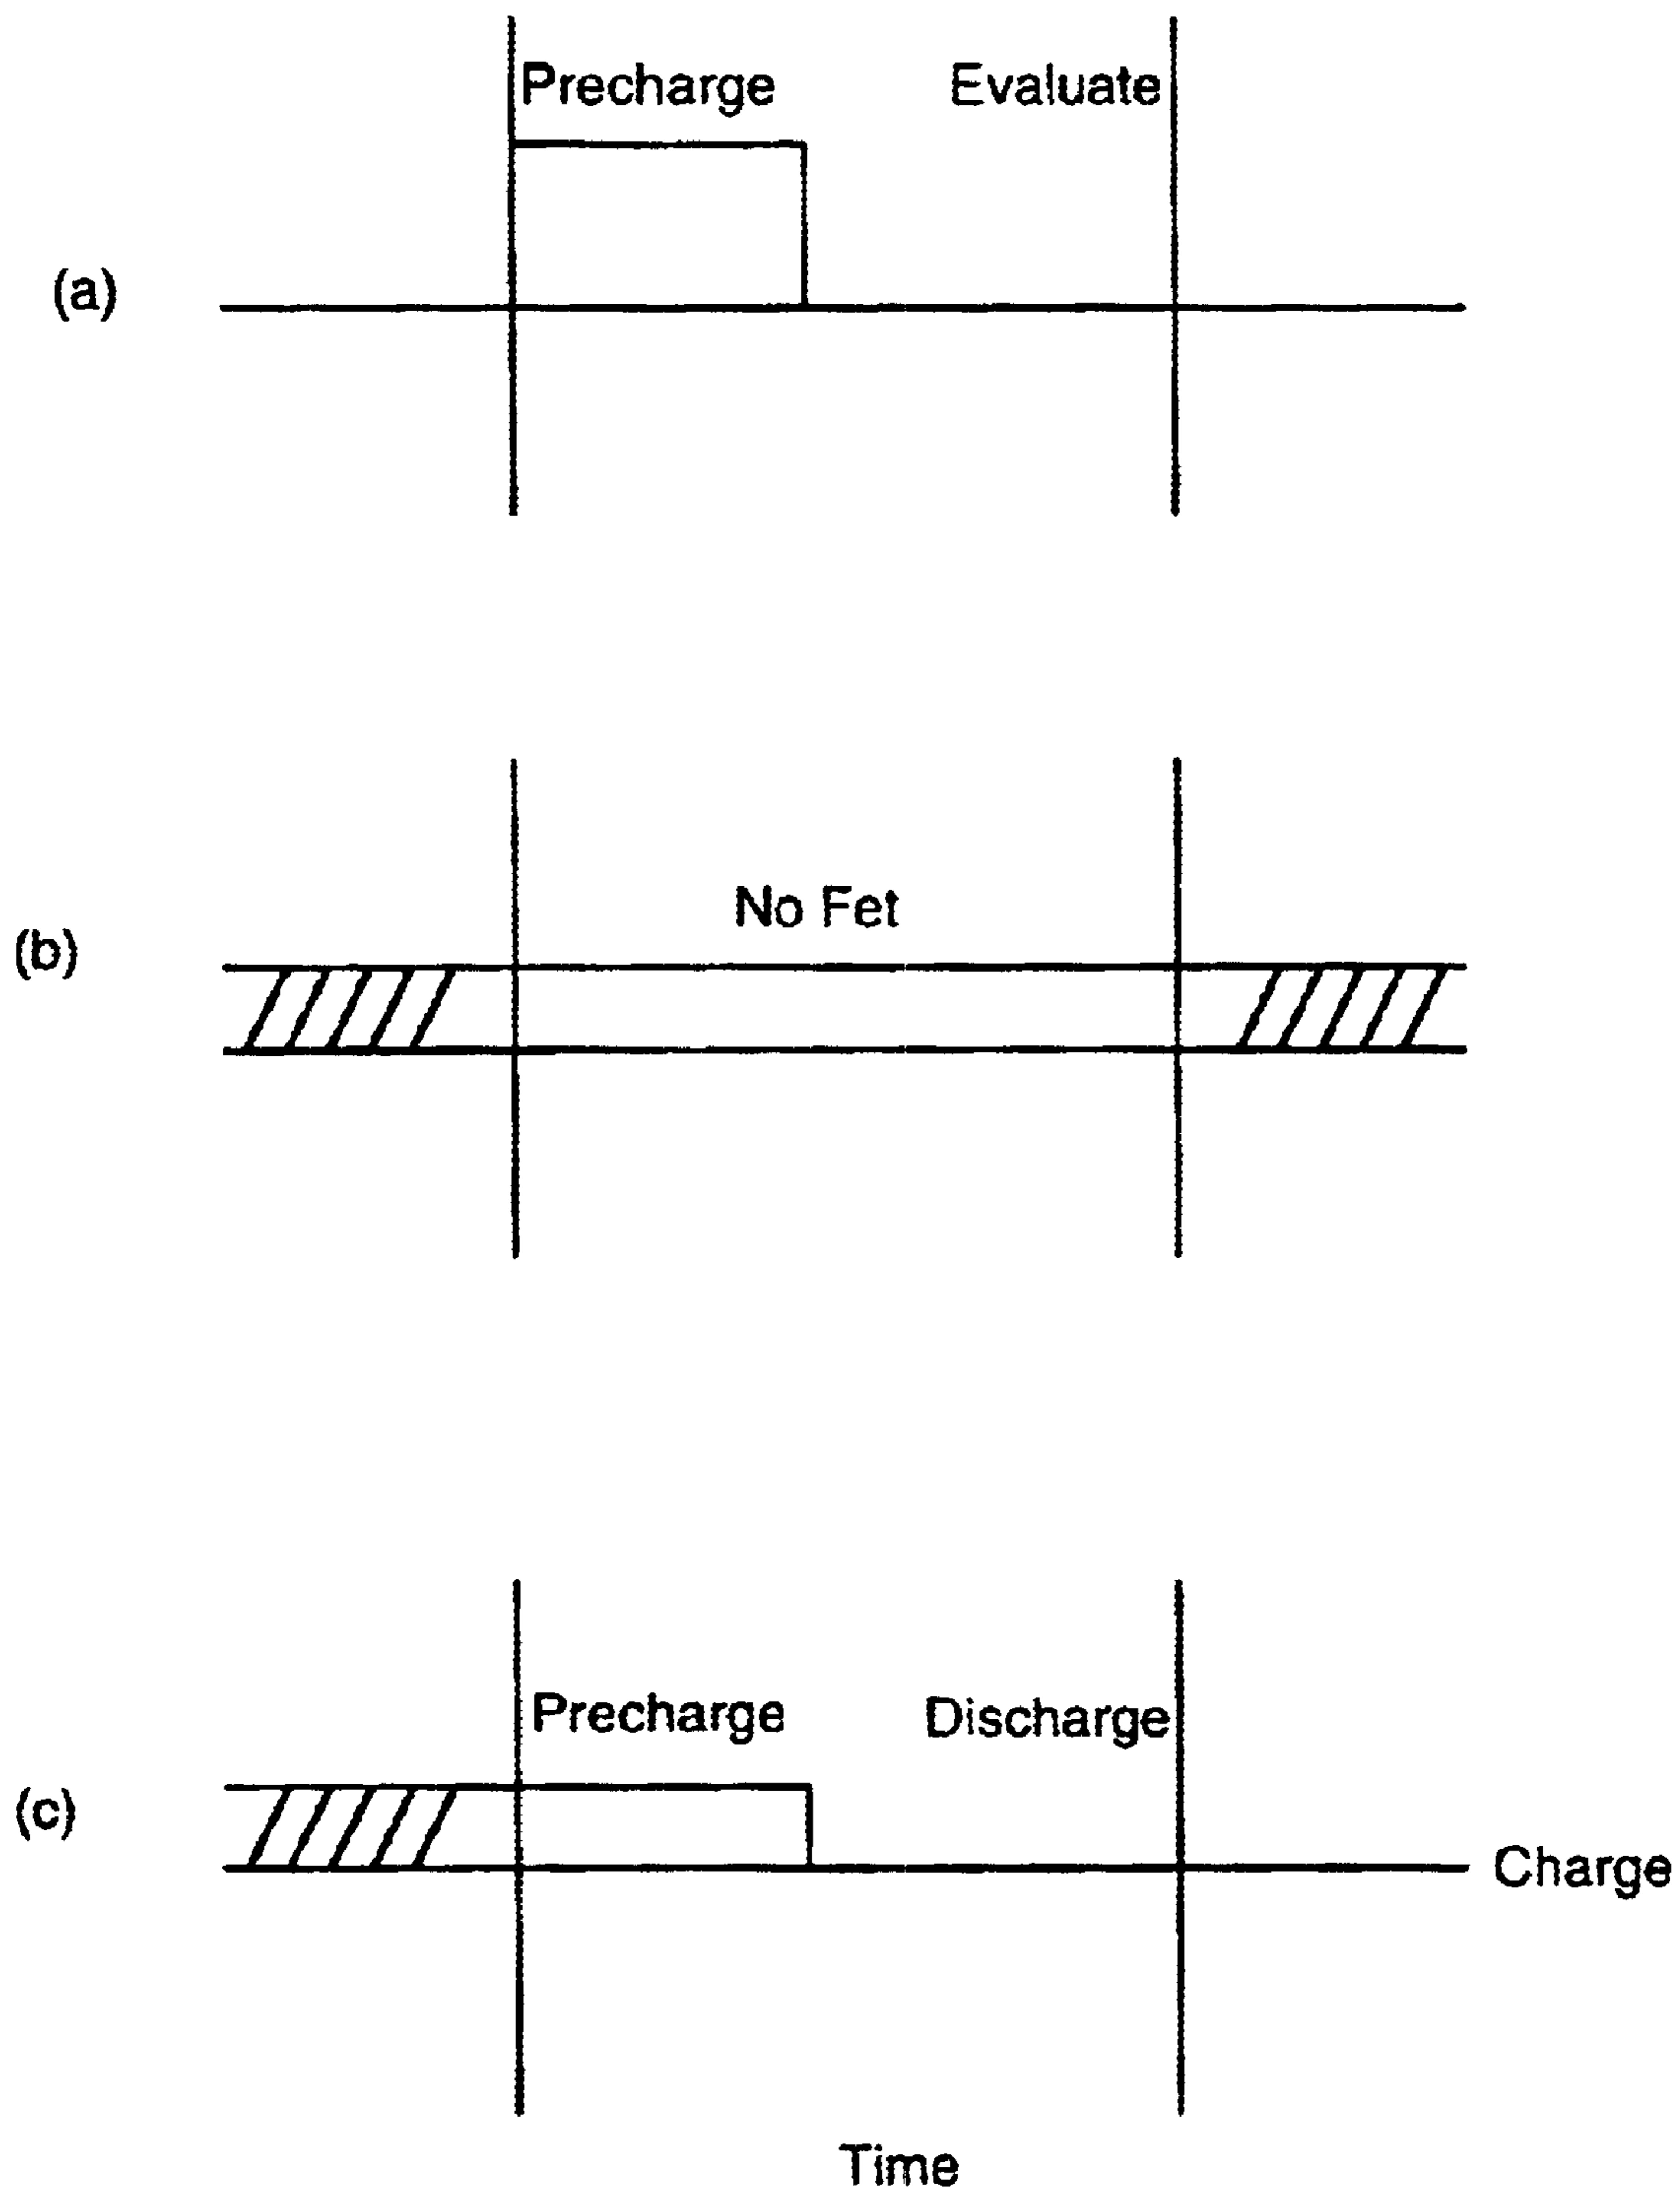 Precharge Evaluate
(a)
No Fet
(b)
Precharge Discharge
(c)
Charge
Time